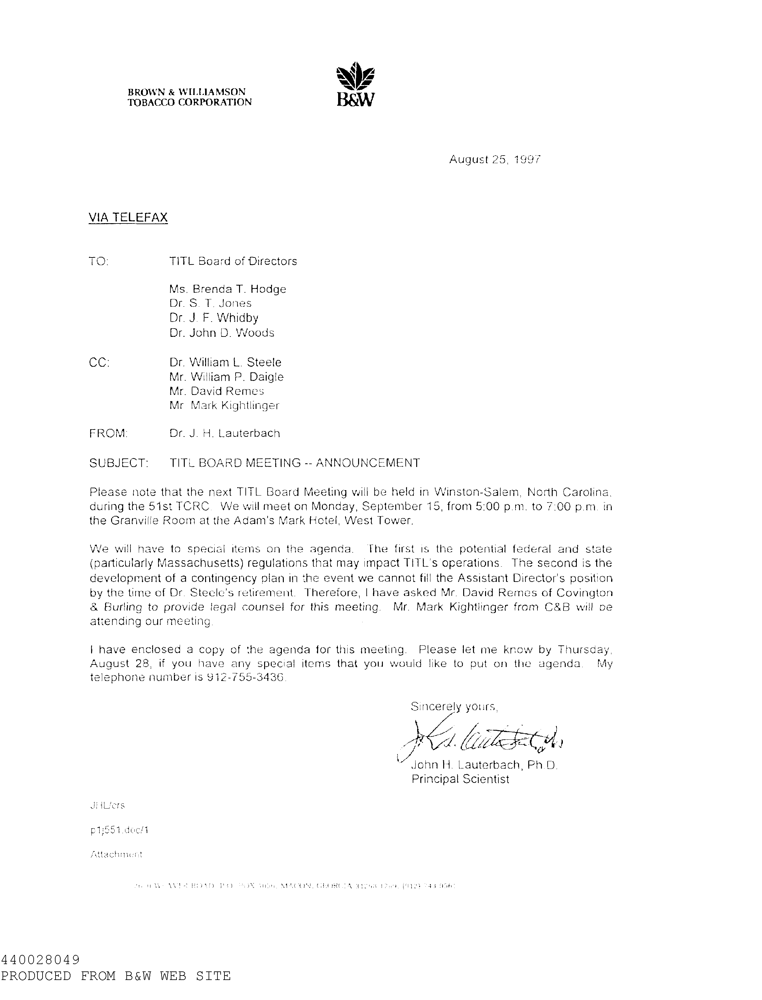 BROWN & WILLIAMSON
TOBACCO CORPORATION
B&W
August 25, 1997
VIA TELEFAX
TO: TITL Board of Directors
Ms. Brenda T. Hodge
Dr. S. T. Jones
Dr. J. F. Whidby
Dr. John D. Woods
CC: Dr. William L. Steele
Mr. William P. Daigle
Mr. David Remes
Mr Mark Kightlinger
FROM: Dr. J. H. Lauterbach
SUBJECT: TITL BOARD MEETING -- ANNOUNCEMENT
Please note that the next TITL Board Meeting will be held in Winston-Salem, North Carolina,
during the 51st TCRC. We will meet on Monday, September 15, from 5:00 p.m. to 7:00 p.m. in
the Granville Room at the Adam's Mark Hotel, West Tower.
We will have to special items on the agenda. The first is the potential federal and state
(particularly Massachusetts) regulations that may impact TITL's operations. The second is the
development of a contingency plan in the event we cannot fill the Assistant Director's position
by the time of Dr. Steele's retirement. Therefore, I have asked Mr. David Remes of Covington
& Burling to provide legal counsel for this meeting. Mr. Mark Kightlinger from C&B will be
attending our meeting.
I have enclosed a copy of the agenda for this meeting. Please let me know by Thursday,
August 28, if you have any special items that you would like to put on the agenda. My
telephone number is 912-755-3436.
Sincerely yours,
John H. Lauterbach, Ph.D.
Principal Scientist
JHL/crs
p1j551.doc/1
Attachment
MACON, GEORGIA
440028049
PRODUCED FROM B&W WEB SITE